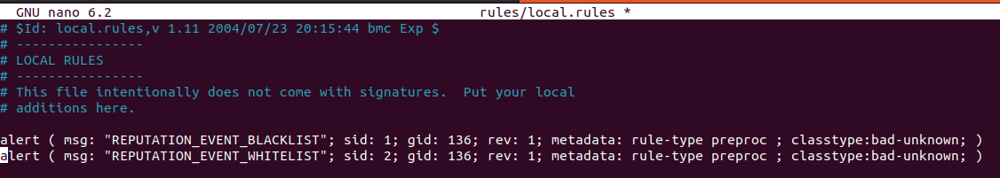 GNU nano 6.2 rules/local.rules *
# $Id: local.rules,v 1.11 2004/07/23 20:15:44 bmc Exp $
# ----------------
# LOCAL RULES
# ----------------
# This file intentionally does not come with signatures.  Put your local
# additions here.
alert ( msg: "REPUTATION_EVENT_BLACKLIST"; sid: 1; gid: 136; rev: 1; metadata: rule-type preproc ; classtype:bad-unknown; )
alert ( msg: "REPUTATION_EVENT_WHITELIST"; sid: 2; gid: 136; rev: 1; metadata: rule-type preproc ; classtype:bad-unknown; )